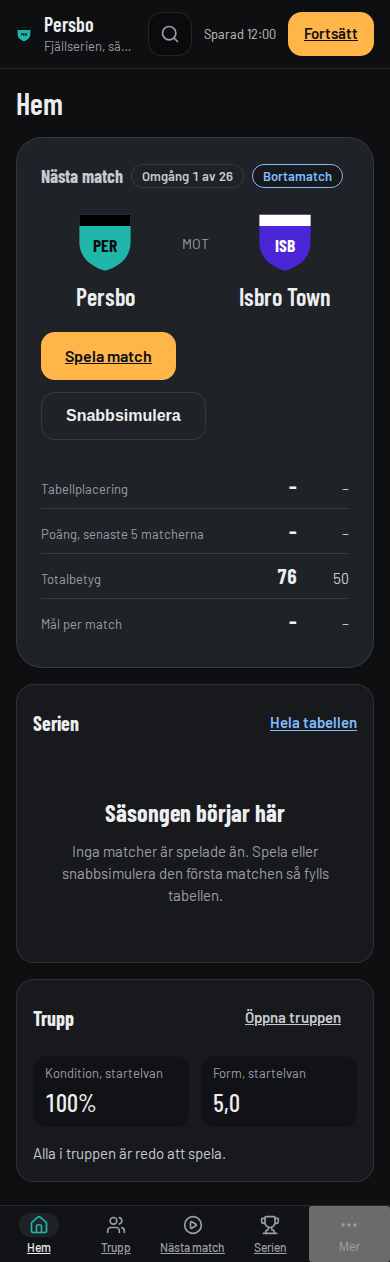 Persbo
Fjällserien, sä...
Sparad 12:00
Fortsätt
Hem
Nästa match
Omgång 1 av 26
Bortamatch
PER
MOT
ISB
Persbo
Isbro Town
Spela match
Snabbsimulera
Tabellplacering - –
Poäng, senaste 5 matcherna - –
Totalbetyg 76 50
Mål per match - –
Serien
Hela tabellen
Säsongen börjar här
Inga matcher är spelade än. Spela eller
snabbsimulera den första matchen så fylls
tabellen.
Trupp
Öppna truppen
Kondition, startelvan
100%
Form, startelvan
5,0
Alla i truppen är redo att spela.
Hem
Trupp
Nästa match
Serien
Mer